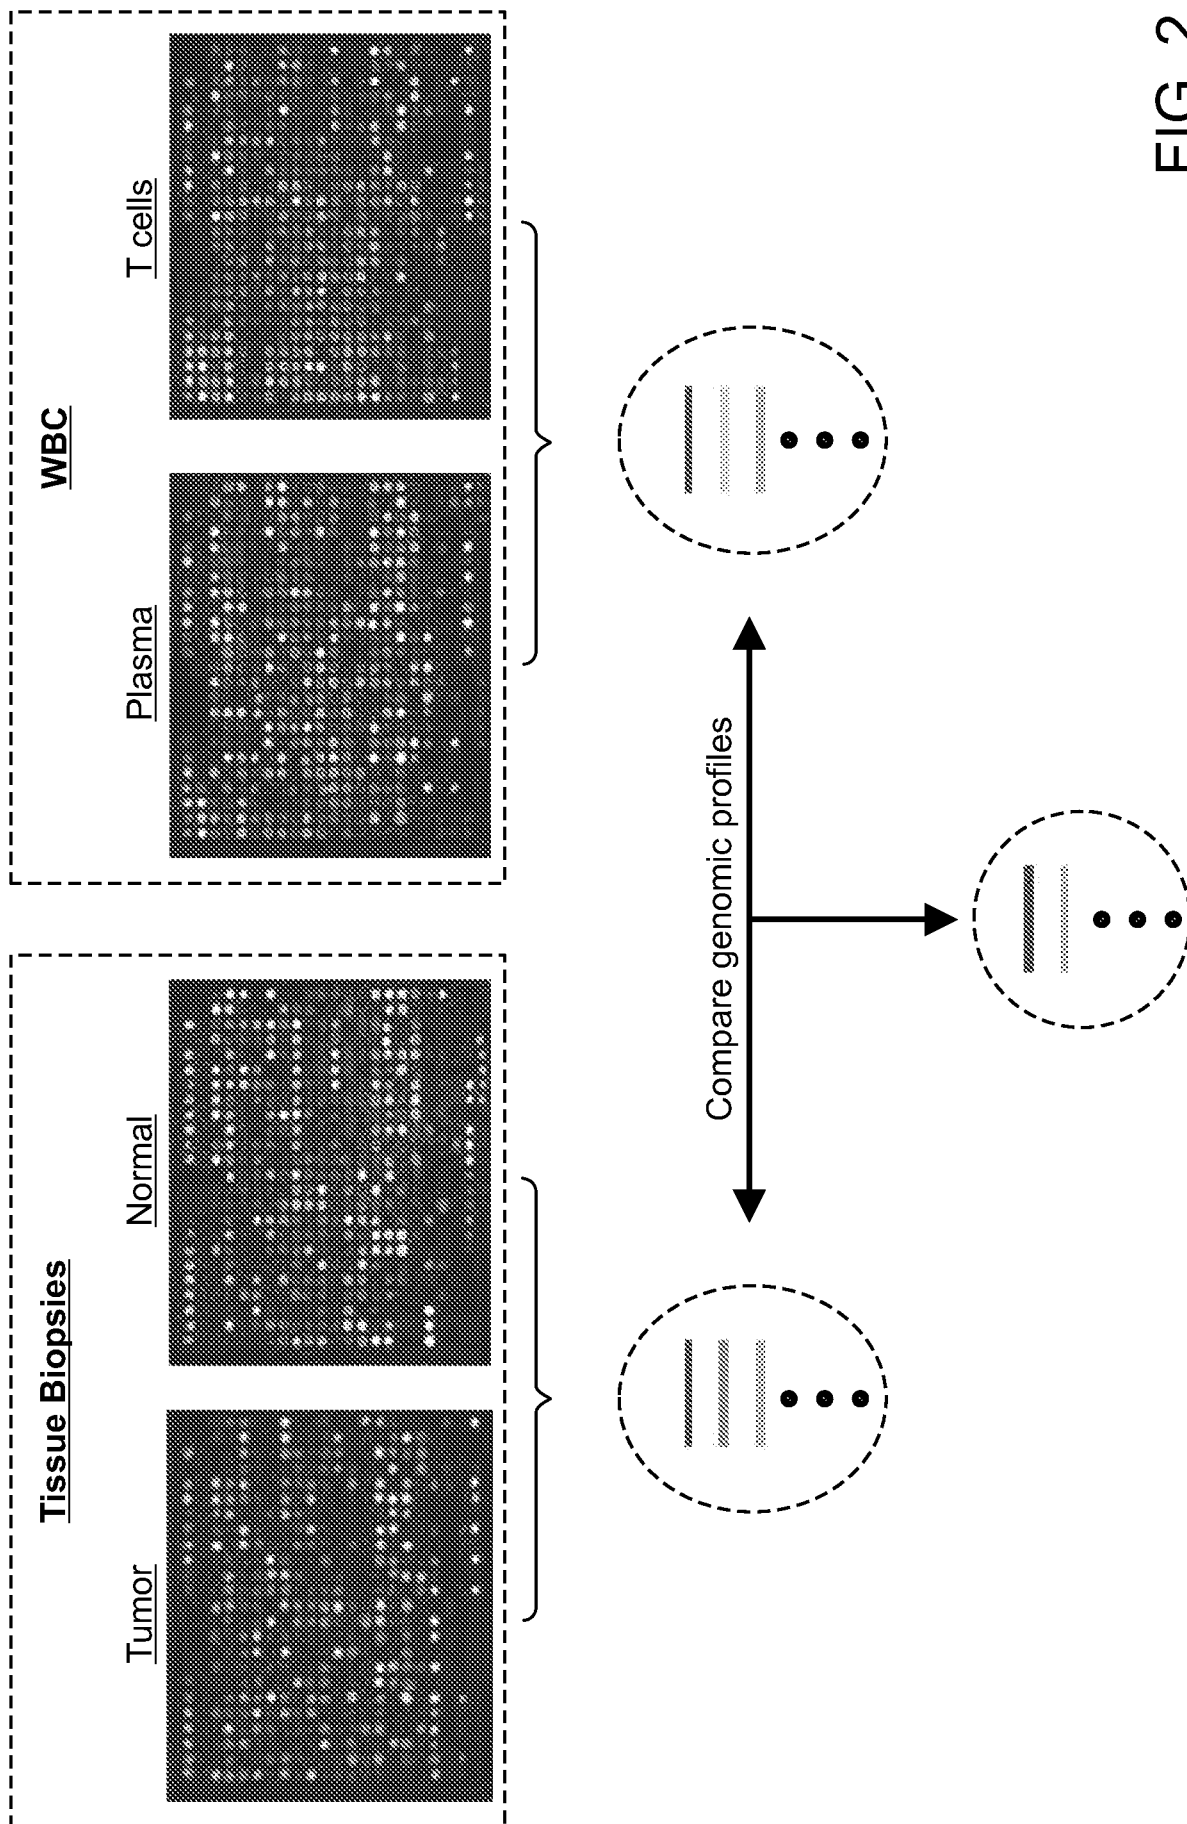 Tissue Biopsies
WBC
Tumor
Normal
Plasma
T cells
Compare genomic profiles
FIG. 2